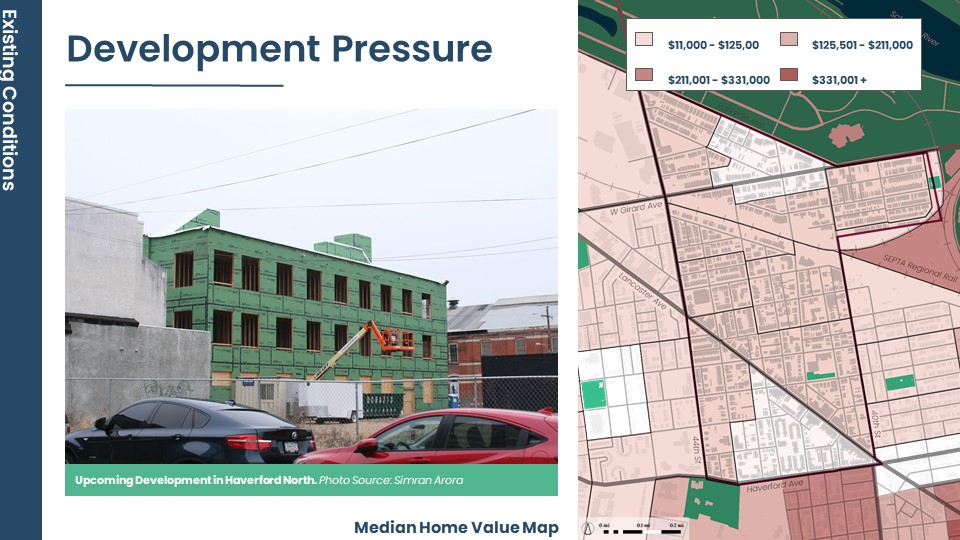 Existing Conditions
Development Pressure
Upcoming Development in Haverford North. Photo Source: Simran Arora
Median Home Value Map
$11,000 - $125,00
$125,501 - $211,000
$211,001 - $331,000
$331,001 +
River
W Girard Ave
SEPTA Regional Rail
Lancaster Ave
44th St
40th St
Haverford Ave
0 mi
0.1 mi
0.2 mi